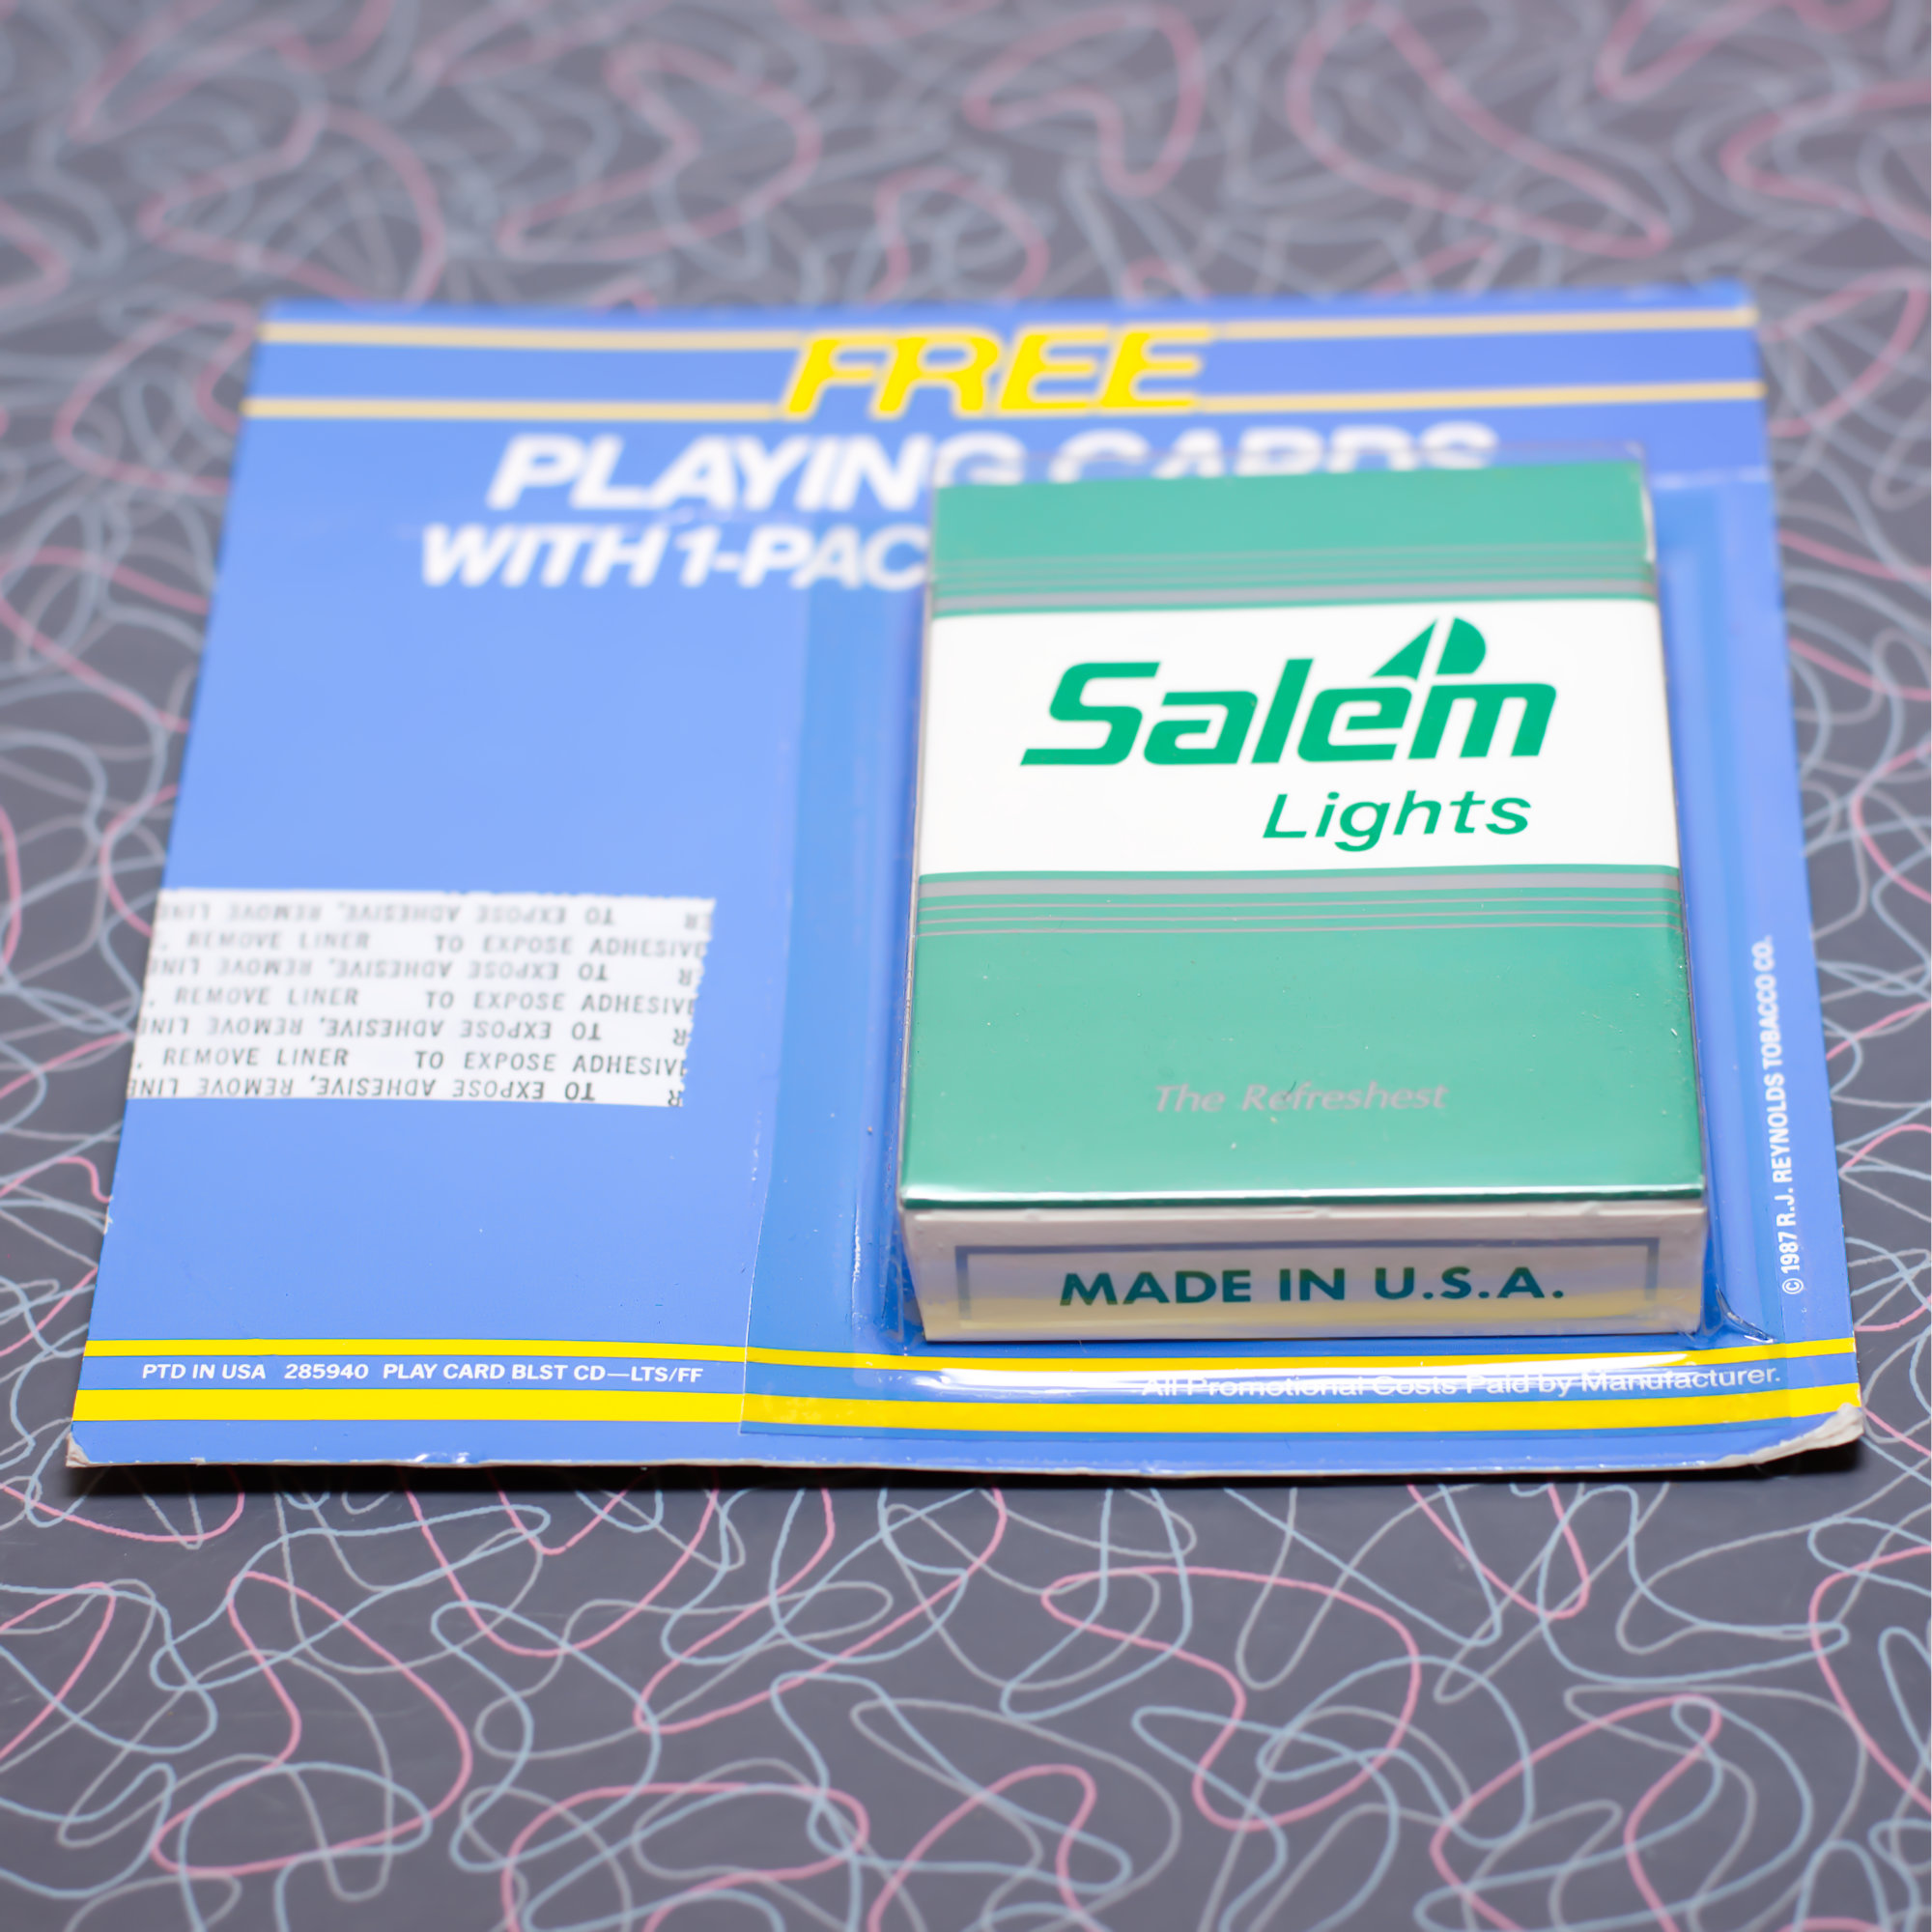 FREE
PLAYING CARDS
WITH 1-PAC
Salem
Lights
The Refreshest
MADE IN U.S.A.
TO EXPOSE ADHESIVE, REMOVE LINE
R
. REMOVE LINER TO EXPOSE ADHESIVE
TO EXPOSE ADHESIVE, REMOVE LINE
R
. REMOVE LINER TO EXPOSE ADHESIVE
TO EXPOSE ADHESIVE, REMOVE LINE
R
. REMOVE LINER TO EXPOSE ADHESIVE
TO EXPOSE ADHESIVE, REMOVE LINE
R
© 1987 R.J. REYNOLDS TOBACCO CO.
PTD IN USA 285940 PLAY CARD BLST CD—LTS/FF
All Promotional Costs Paid by Manufacturer.